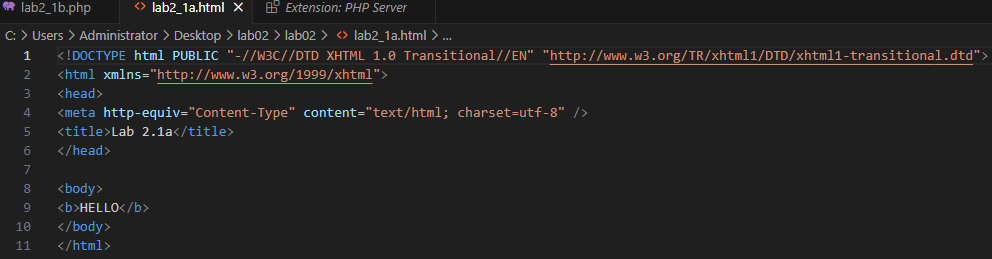 lab2_1b.php lab2_1a.html Extension: PHP Server
C: > Users > Administrator > Desktop > lab02 > lab02 > lab2_1a.html > ...
1 <!DOCTYPE html PUBLIC "-//W3C//DTD XHTML 1.0 Transitional//EN" "http://www.w3.org/TR/xhtml1/DTD/xhtml1-transitional.dtd">
2 <html xmlns="http://www.w3.org/1999/xhtml">
3 <head>
4 <meta http-equiv="Content-Type" content="text/html; charset=utf-8" />
5 <title>Lab 2.1a</title>
6 </head>
7
8 <body>
9 <b>HELLO</b>
10 </body>
11 </html>